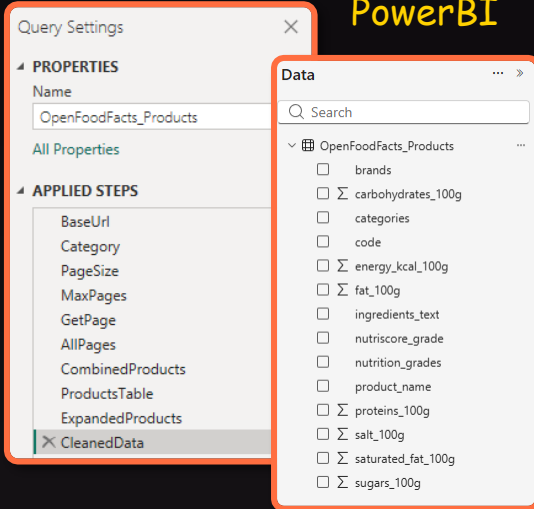 PowerBI
Query Settings
PROPERTIES
Name
OpenFoodFacts_Products
All Properties
APPLIED STEPS
BaseUrl
Category
PageSize
MaxPages
GetPage
AllPages
CombinedProducts
ProductsTable
ExpandedProducts
CleanedData
Data
Search
OpenFoodFacts_Products
brands
carbohydrates_100g
categories
code
energy_kcal_100g
fat_100g
ingredients_text
nutriscore_grade
nutrition_grades
product_name
proteins_100g
salt_100g
saturated_fat_100g
sugars_100g